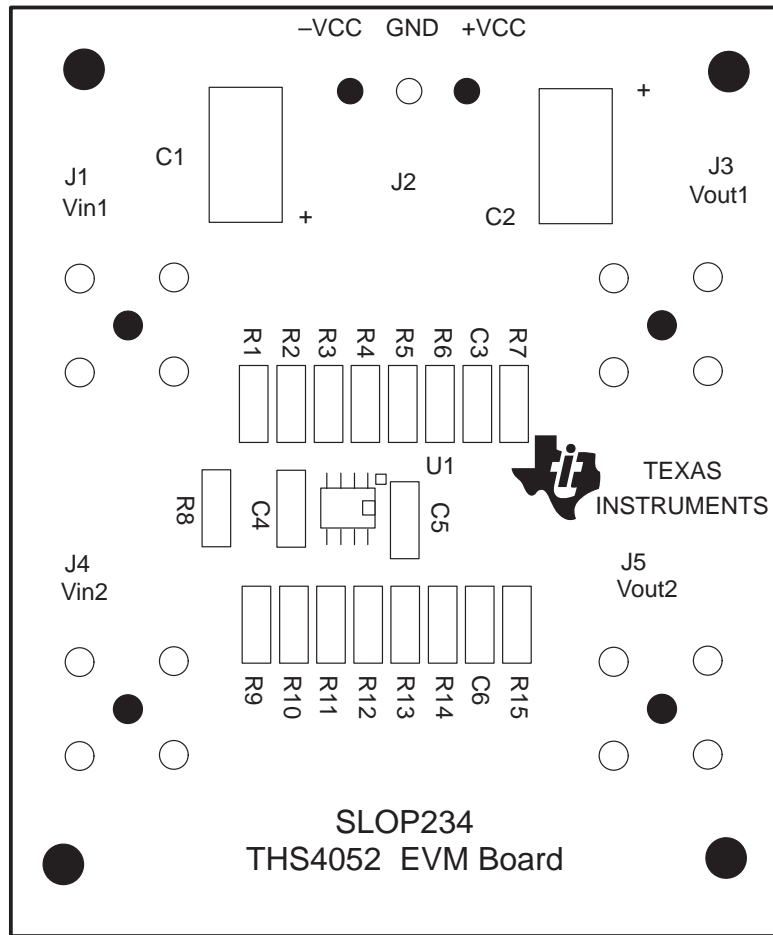 –VCC GND +VCC
+
C1
J1
Vin1
J2
J3
Vout1
C2
+
R1 R2 R3 R4 R5 R6 C3 R7
U1
TEXAS
INSTRUMENTS
R8 C4 C5
J4
Vin2
J5
Vout2
R9 R10 R11 R12 R13 R14 C6 R15
SLOP234
THS4052 EVM Board